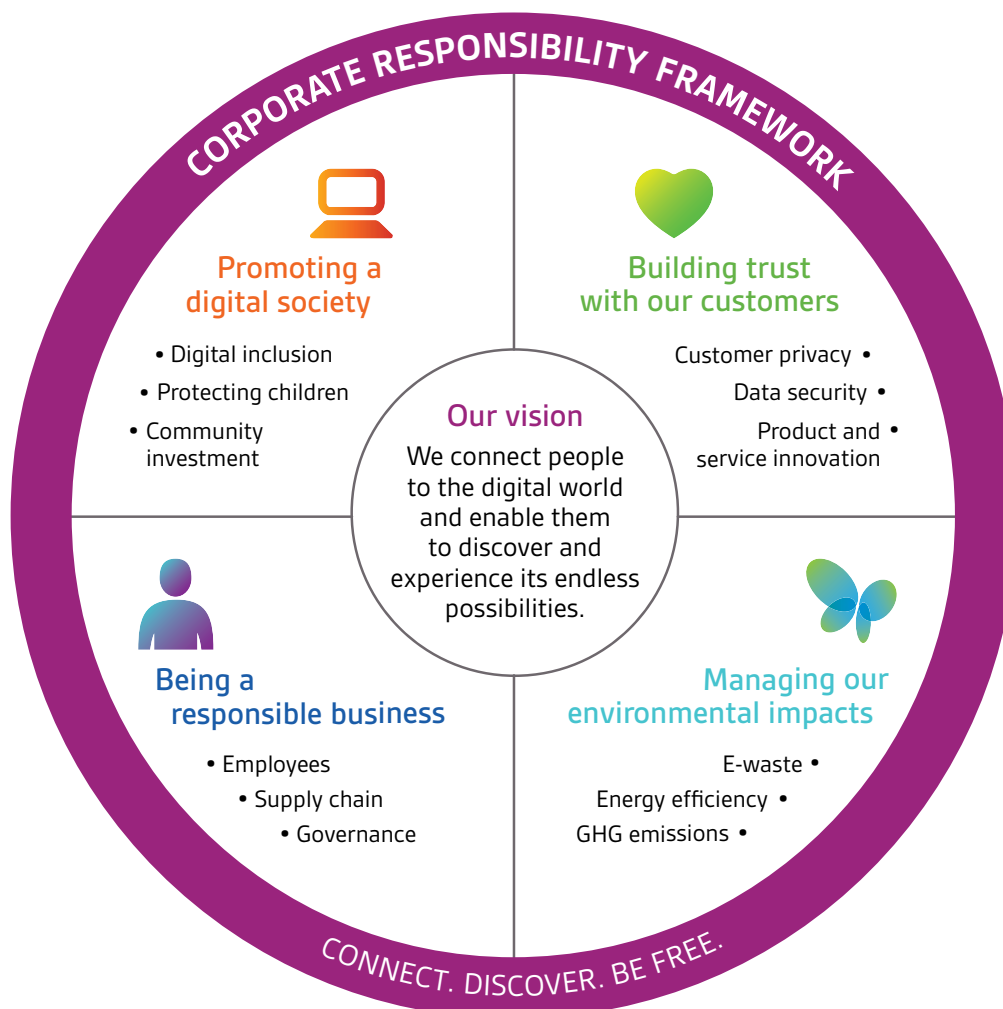 CORPORATE RESPONSIBILITY FRAMEWORK
Promoting a
digital society
• Digital inclusion
• Protecting children
• Community
investment
Building trust
with our customers
Customer privacy •
Data security •
Product and •
service innovation
Our vision
We connect people
to the digital world
and enable them
to discover and
experience its endless
possibilities.
Being a
responsible business
• Employees
• Supply chain
• Governance
Managing our
environmental impacts
E-waste •
Energy efficiency •
GHG emissions •
CONNECT. DISCOVER. BE FREE.